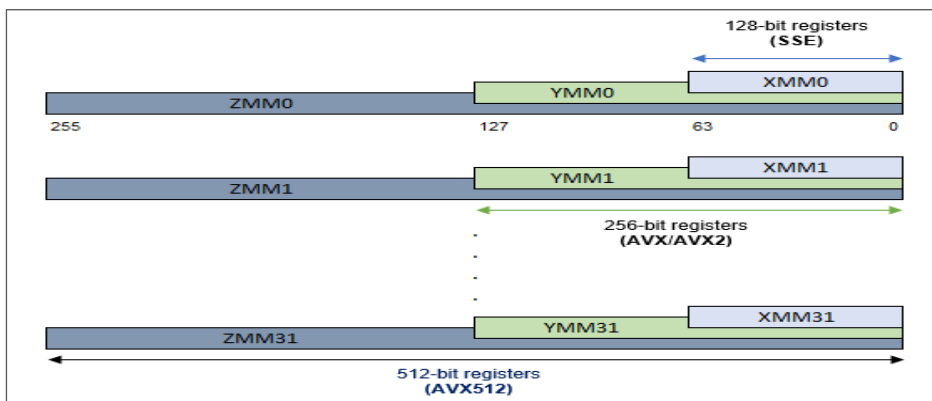 128-bit registers
(SSE)
XMM0
YMM0
ZMM0
255
127
63
0
XMM1
YMM1
ZMM1
256-bit registers
(AVX/AVX2)
XMM31
YMM31
ZMM31
512-bit registers
(AVX512)